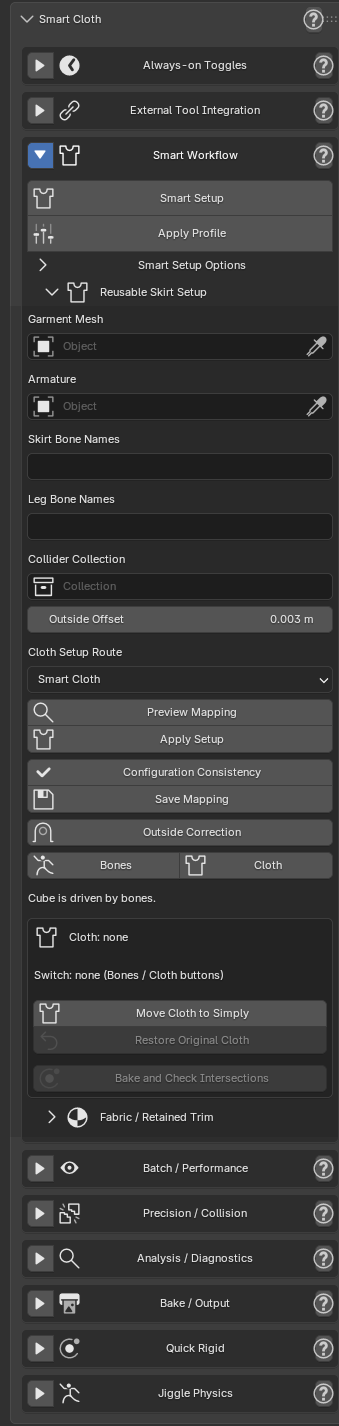 Smart Cloth
Always-on Toggles
External Tool Integration
Smart Workflow
Smart Setup
Apply Profile
Smart Setup Options
Reusable Skirt Setup
Garment Mesh
Object
Armature
Object
Skirt Bone Names
Leg Bone Names
Collider Collection
Collection
Outside Offset 0.003 m
Cloth Setup Route
Smart Cloth
Preview Mapping
Apply Setup
Configuration Consistency
Save Mapping
Outside Correction
Bones Cloth
Cube is driven by bones.
Cloth: none
Switch: none (Bones / Cloth buttons)
Move Cloth to Simply
Restore Original Cloth
Bake and Check Intersections
Fabric / Retained Trim
Batch / Performance
Precision / Collision
Analysis / Diagnostics
Bake / Output
Quick Rigid
Jiggle Physics